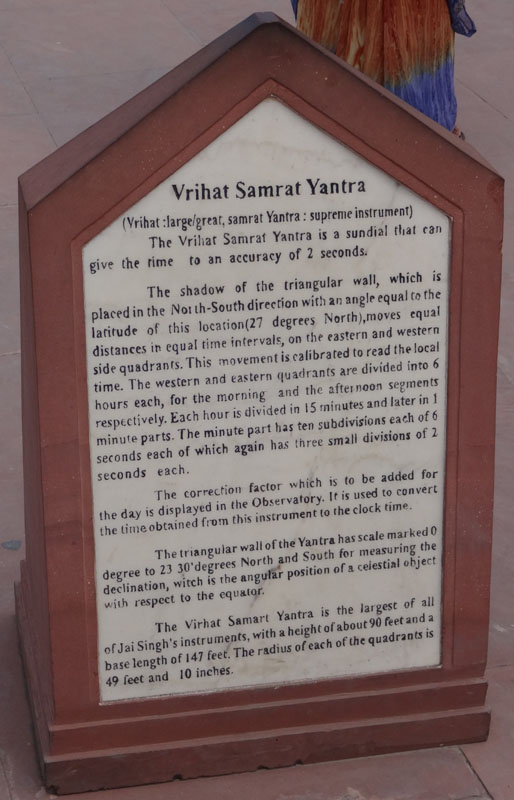 Vrihat Samrat Yantra
(Vrihat :large/great, samrat Yantra : supreme instrument)
The Vrihat Samrat Yantra is a sundial that can
give the time to an accuracy of 2 seconds.
The shadow of the triangular wall, which is
placed in the North-South direction with an angle equal to the
latitude of this location(27 degrees North),moves equal
distances in equal time intervals, on the eastern and western
side quadrants. This movement is calibrated to read the local
time. The western and eastern quadrants are divided into 6
hours each, for the morning and the afternoon segments
respectively. Each hour is divided in 15 minutes and later in 1
minute parts. The minute part has ten subdivisions each of 6
seconds each of which again has three small divisions of 2
seconds each.
The correction factor which is to be added for
the day is displayed in the Observatory. It is used to convert
the time obtained from this instrument to the clock time.
The triangular wall of the Yantra has scale marked 0
degree to 23 30'degrees North and South for measuring the
declination, witch is the angular position of a celestial object
with respect to the equator.
The Virhat Samart Yantra is the largest of all
of Jai Singh's instruments, with a height of about 90 feet and a
base length of 147 feet. The radius of each of the quadrants is
49 feet and 10 inches.